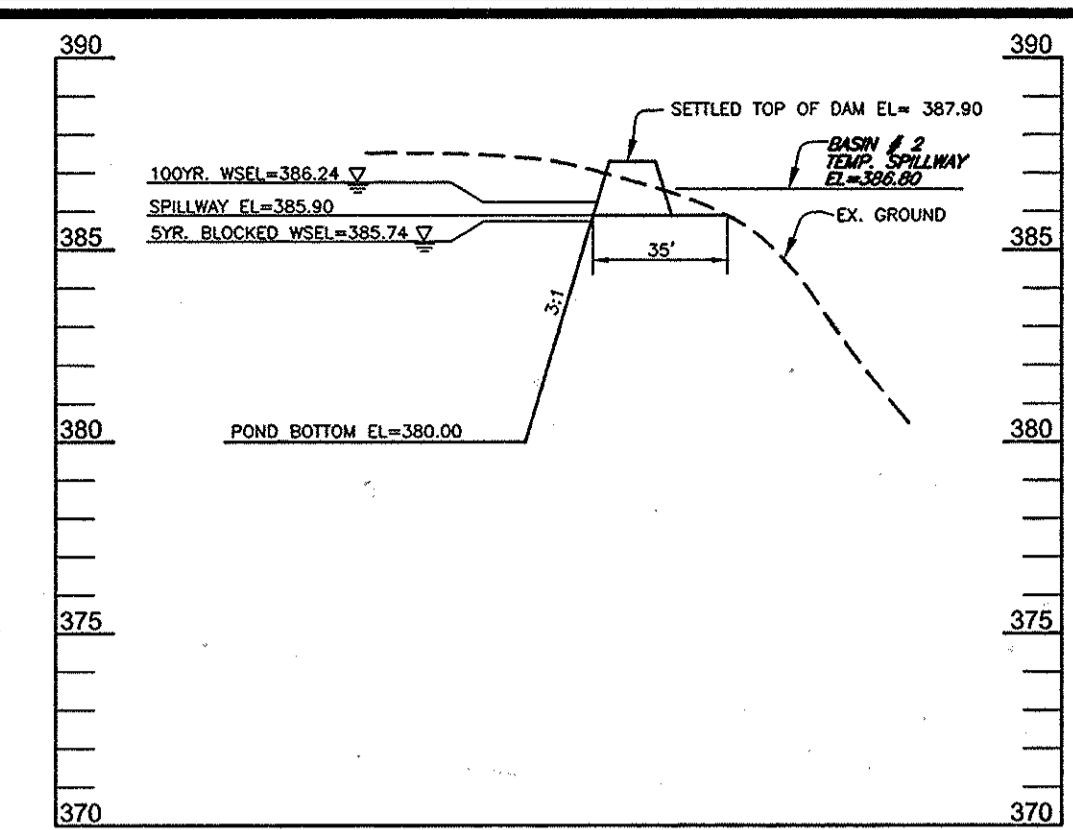 390
390
SETTLED TOP OF DAM EL= 387.90
BASIN # 2
TEMP. SPILLWAY
EL.=386.80
100YR. WSEL=386.24
SPILLWAY EL=385.90
EX. GROUND
5YR. BLOCKED WSEL=385.74
385
385
35'
3:1
380
POND BOTTOM EL=380.00
380
375
375
370
370